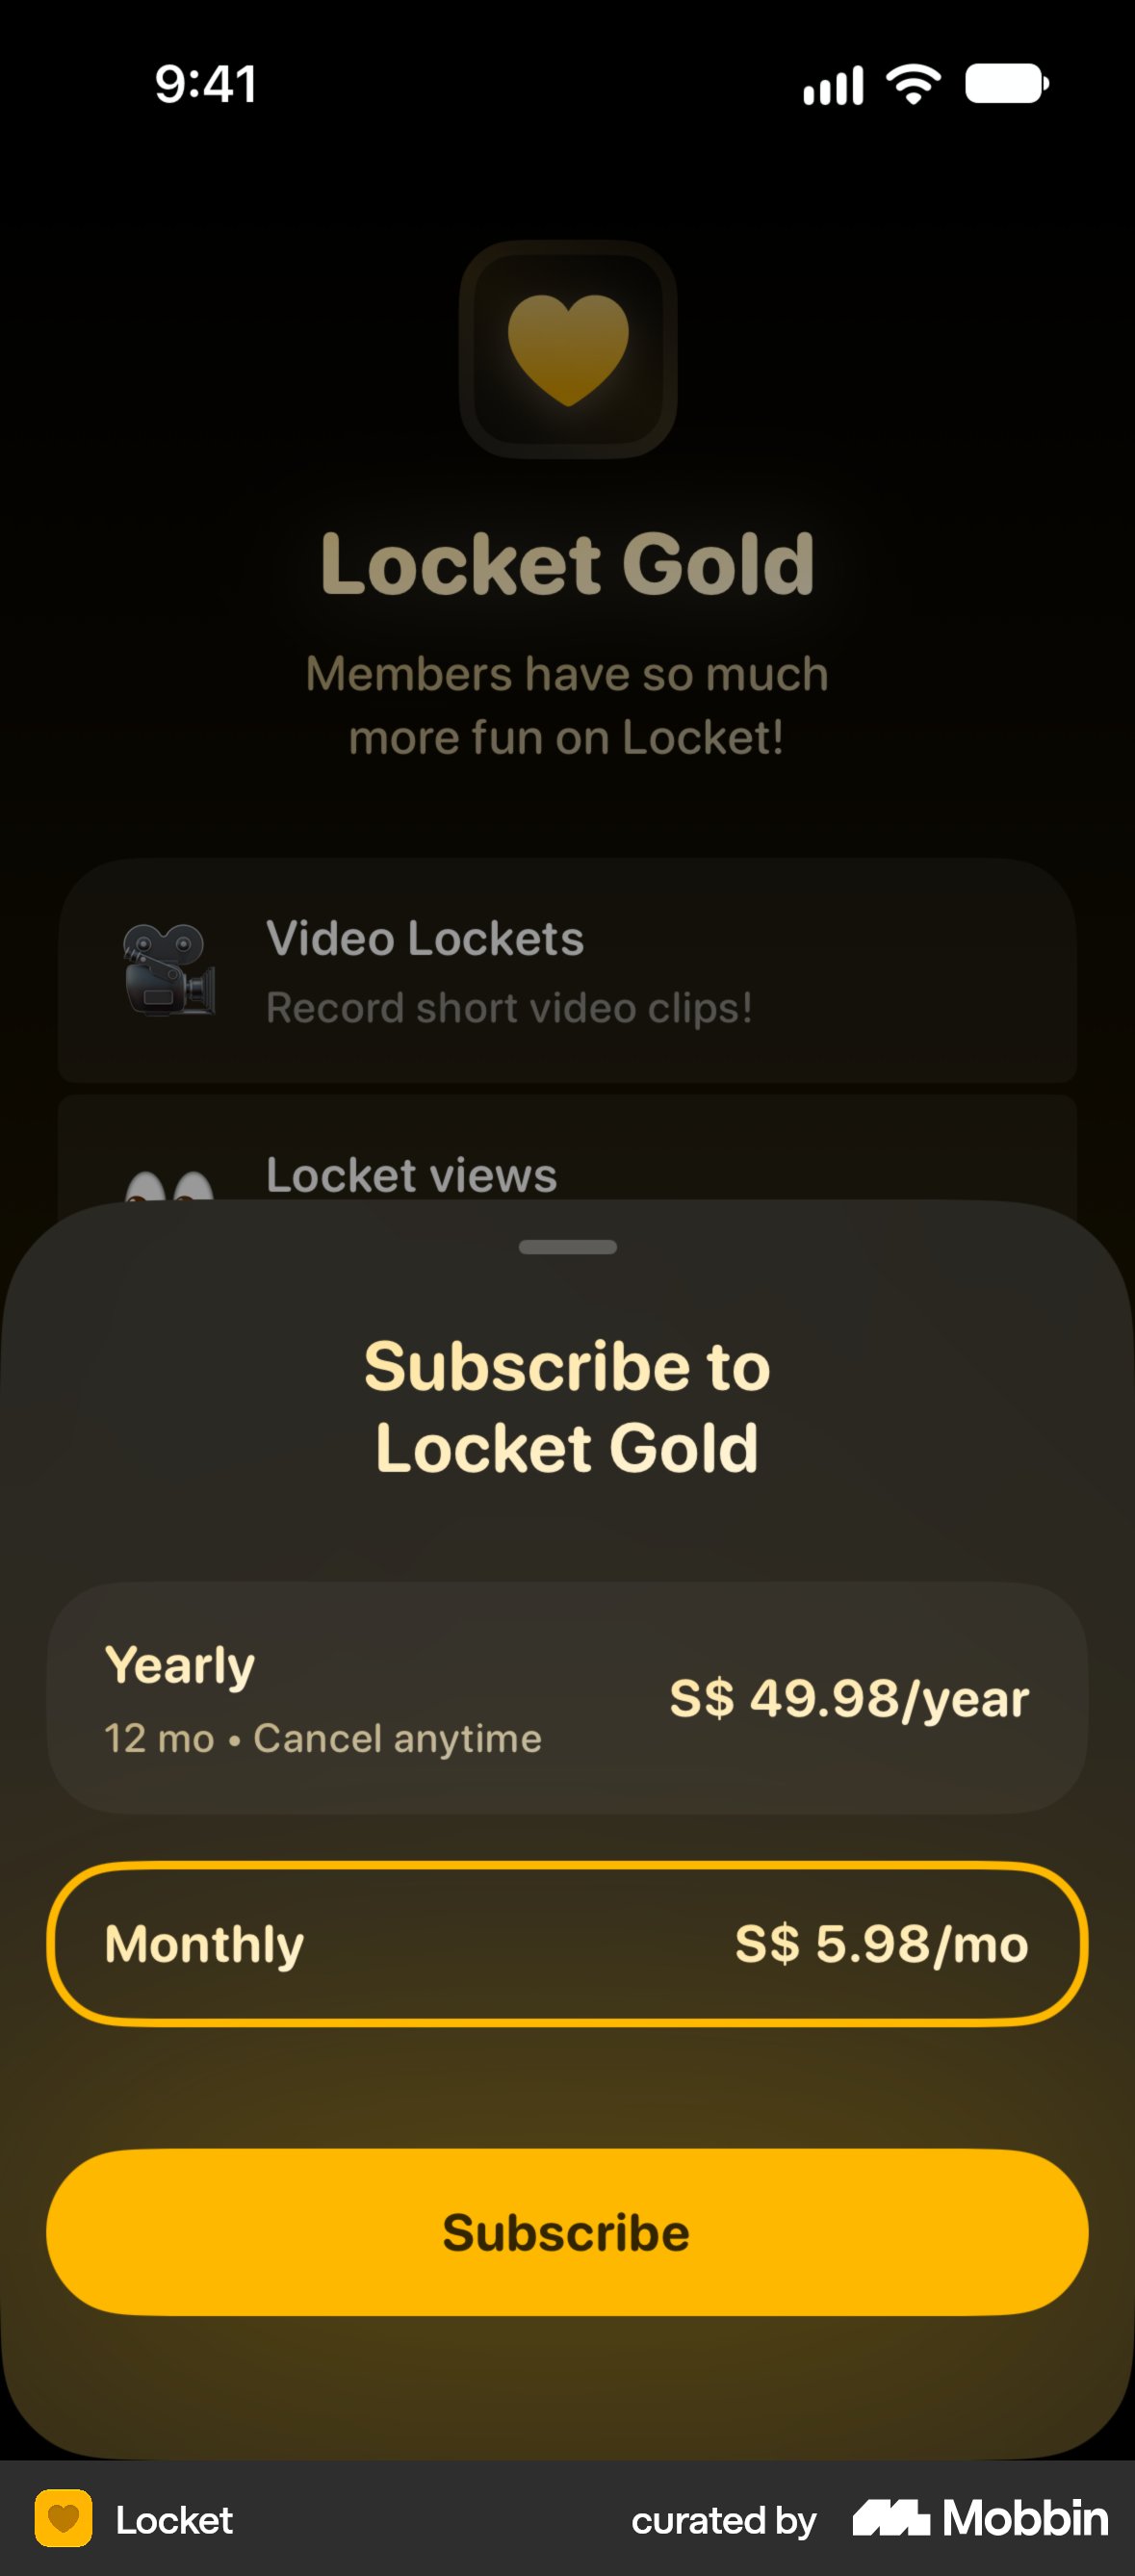 9:41
Locket Gold
Members have so much
more fun on Locket!
Video Lockets
Record short video clips!
Locket views
Subscribe to
Locket Gold
Yearly
S$ 49.98/year
12 mo • Cancel anytime
Monthly
S$ 5.98/mo
Subscribe
Locket
curated by Mobbin